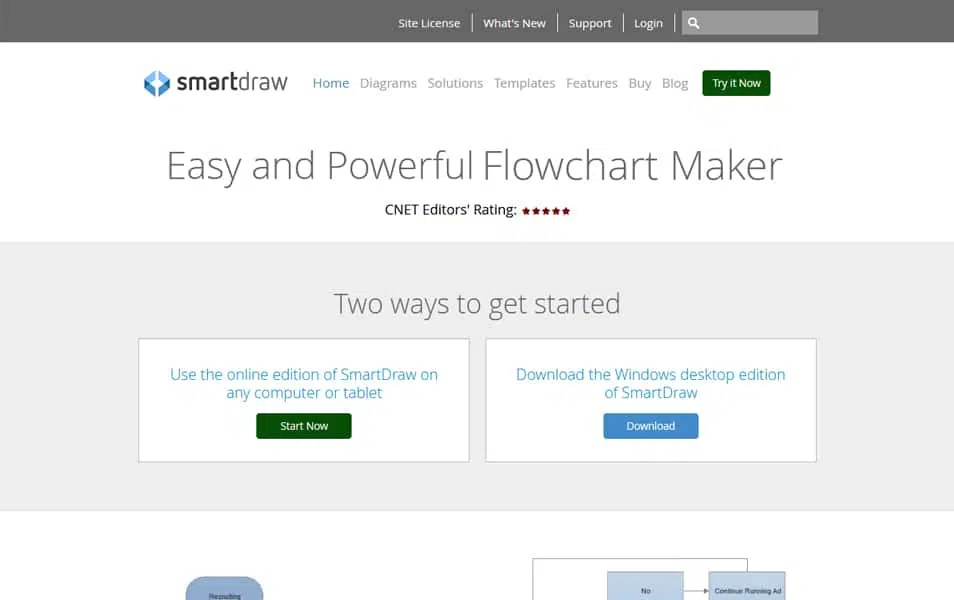 Site License What's New Support Login
smartdraw Home Diagrams Solutions Templates Features Buy Blog Try it Now
Easy and Powerful Flowchart Maker
CNET Editors' Rating:
Two ways to get started
Use the online edition of SmartDraw on
any computer or tablet
Start Now
Download the Windows desktop edition
of SmartDraw
Download
Recruiting
No Continue Running Ad